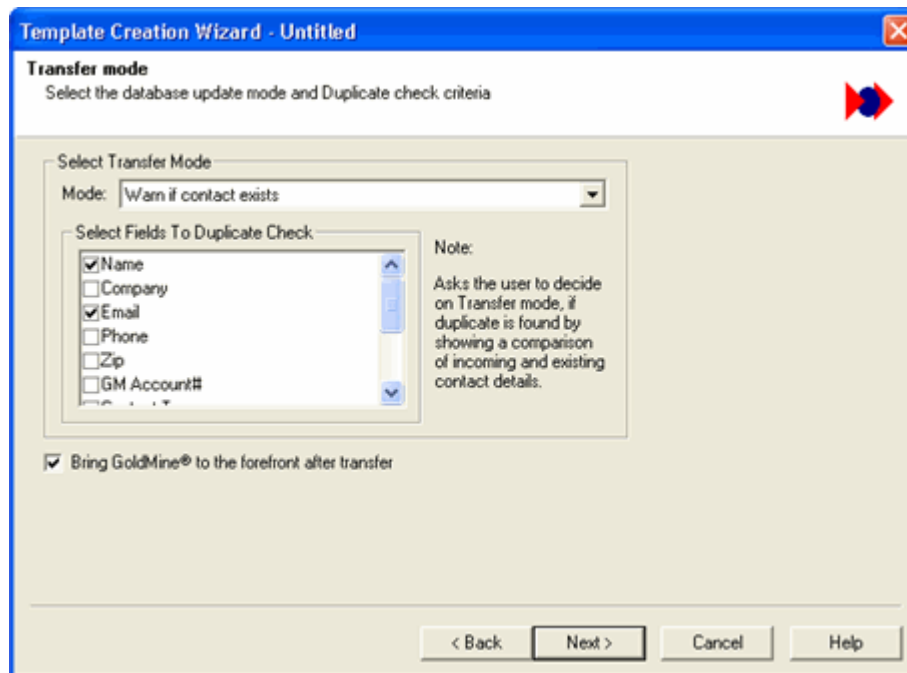 Template Creation Wizard - Untitled
Transfer mode
Select the database update mode and Duplicate check criteria
Select Transfer Mode
Mode: Warn if contact exists
Select Fields To Duplicate Check
Name
Company
Email
Phone
Zip
GM Account#
Note:
Asks the user to decide
on Transfer mode, if
duplicate is found by
showing a comparison
of incoming and existing
contact details.
Bring GoldMine® to the forefront after transfer
< Back
Next >
Cancel
Help